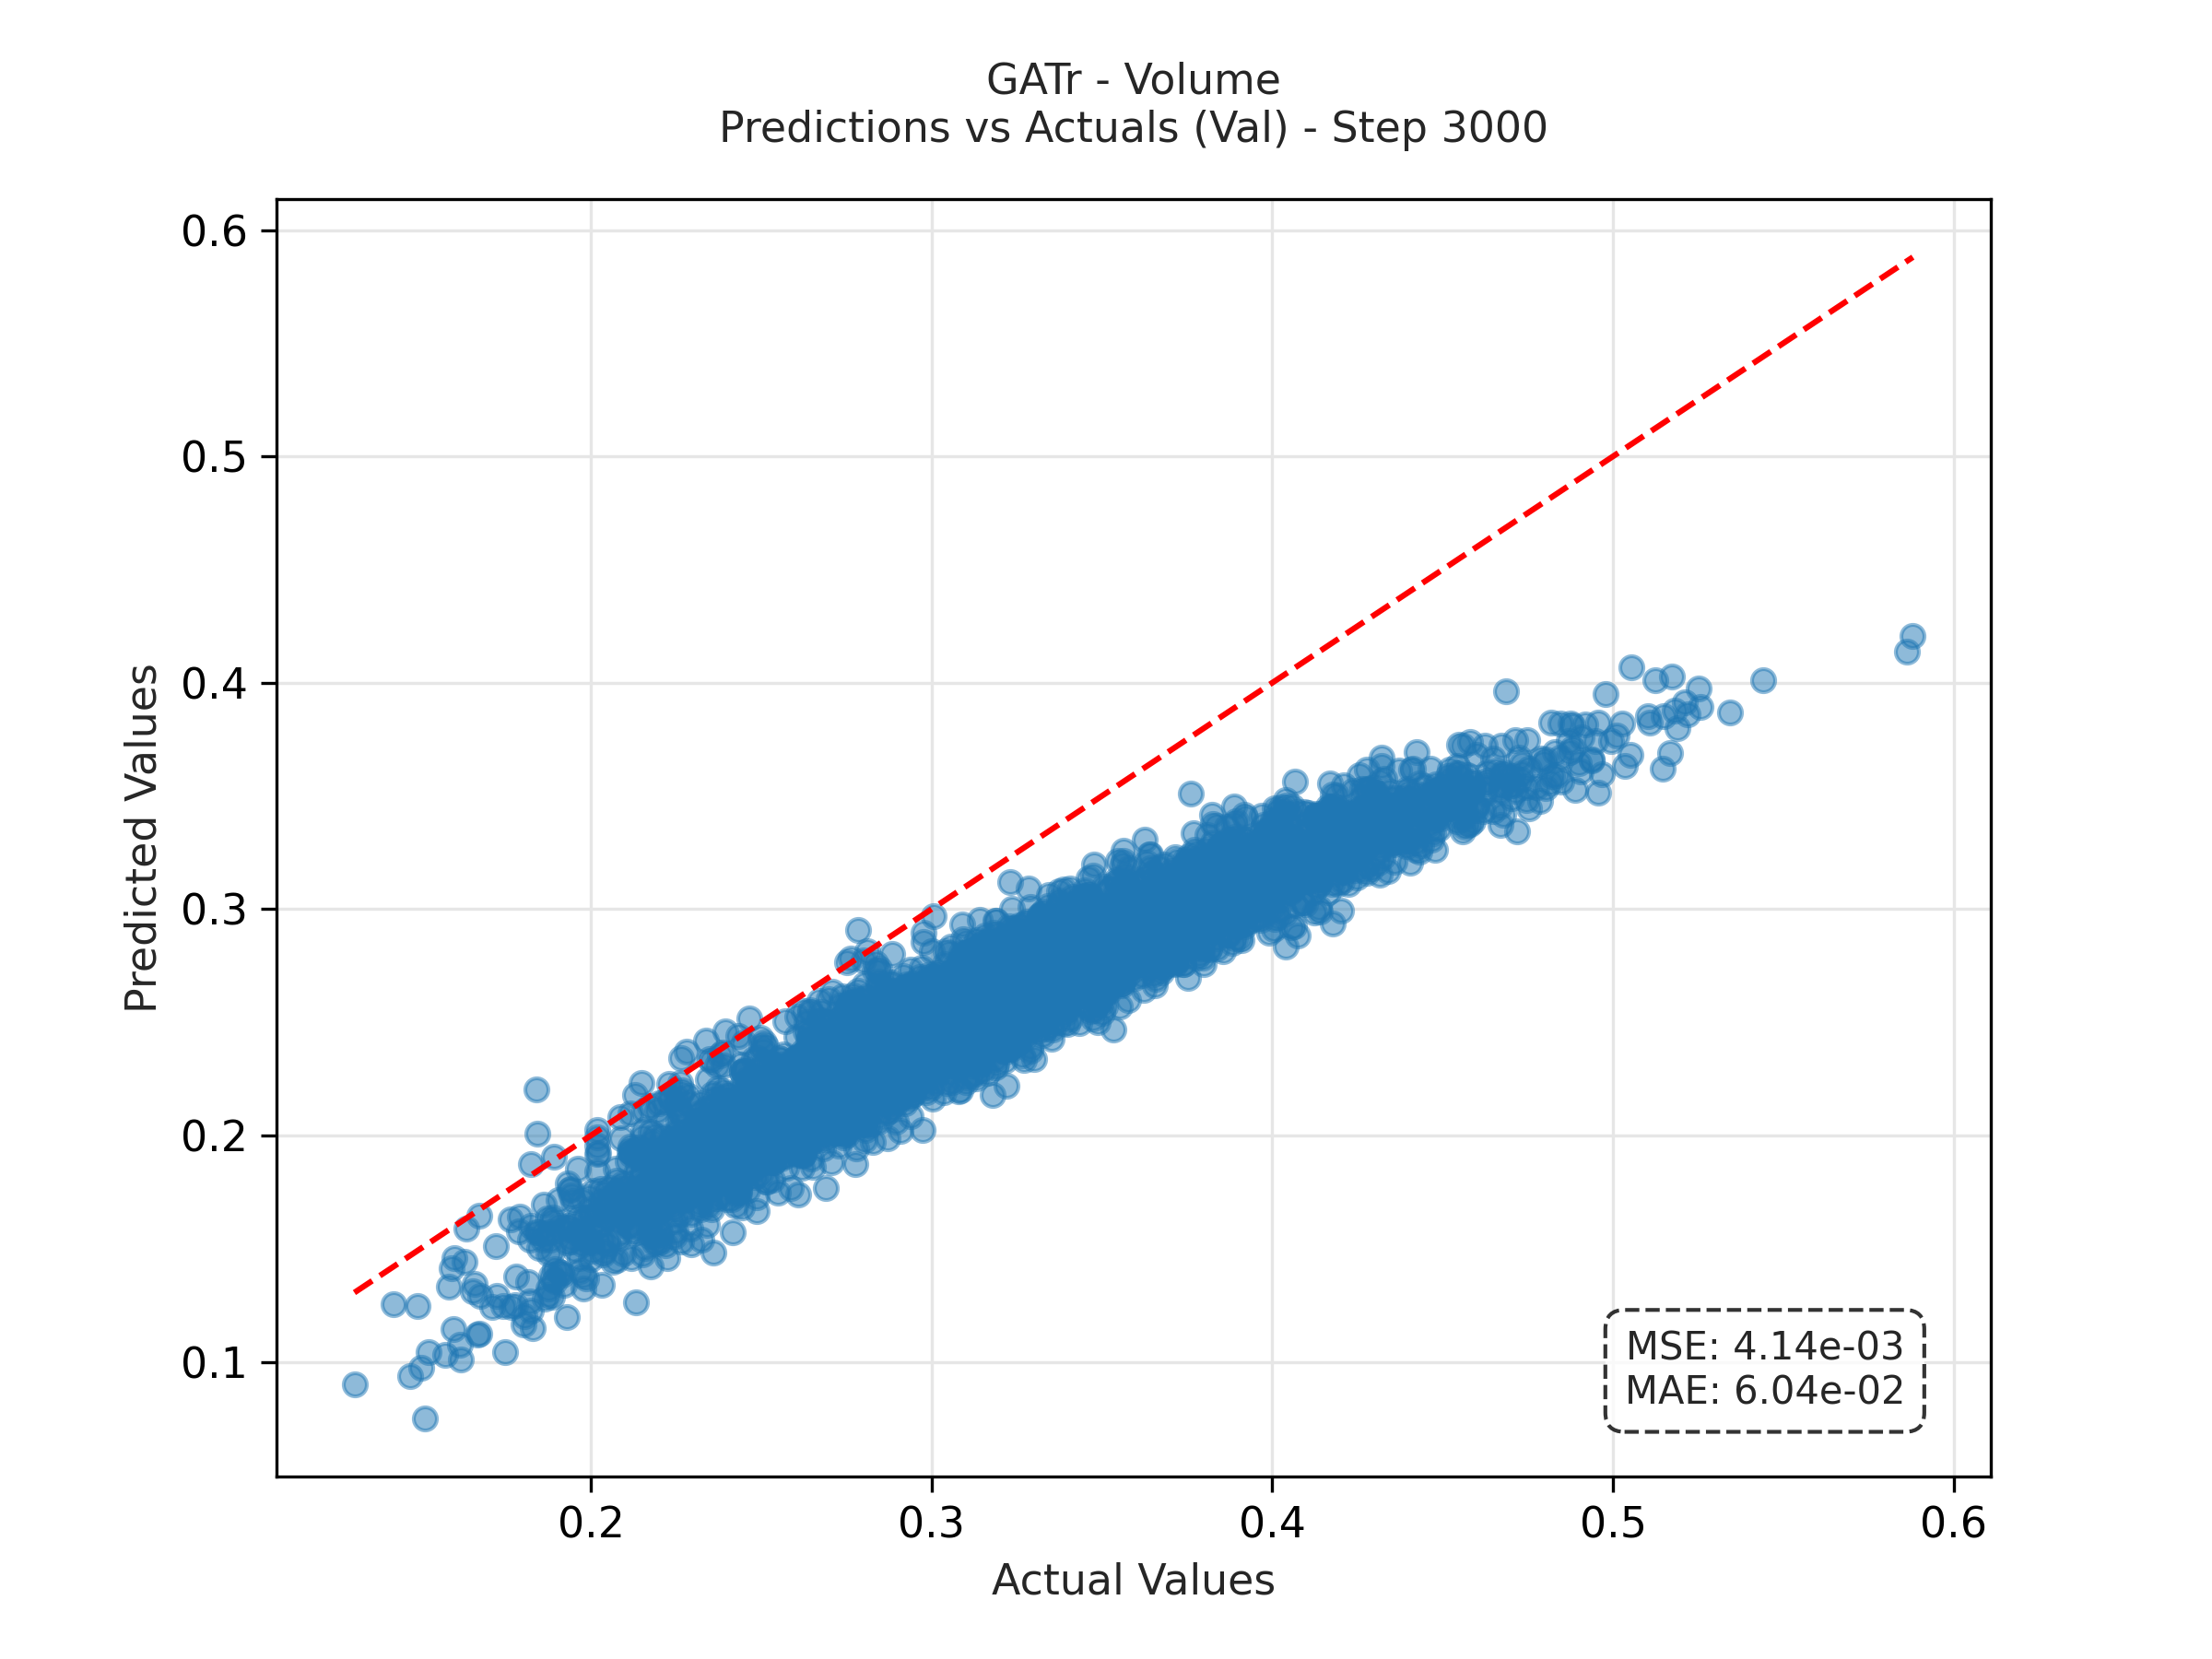 GATr - Volume
Predictions vs Actuals (Val) - Step 3000
0.6
0.5
0.4
0.3
0.2
0.1
Predicted Values
MSE: 4.14e-03
MAE: 6.04e-02
0.2 0.3 0.4 0.5 0.6
Actual Values